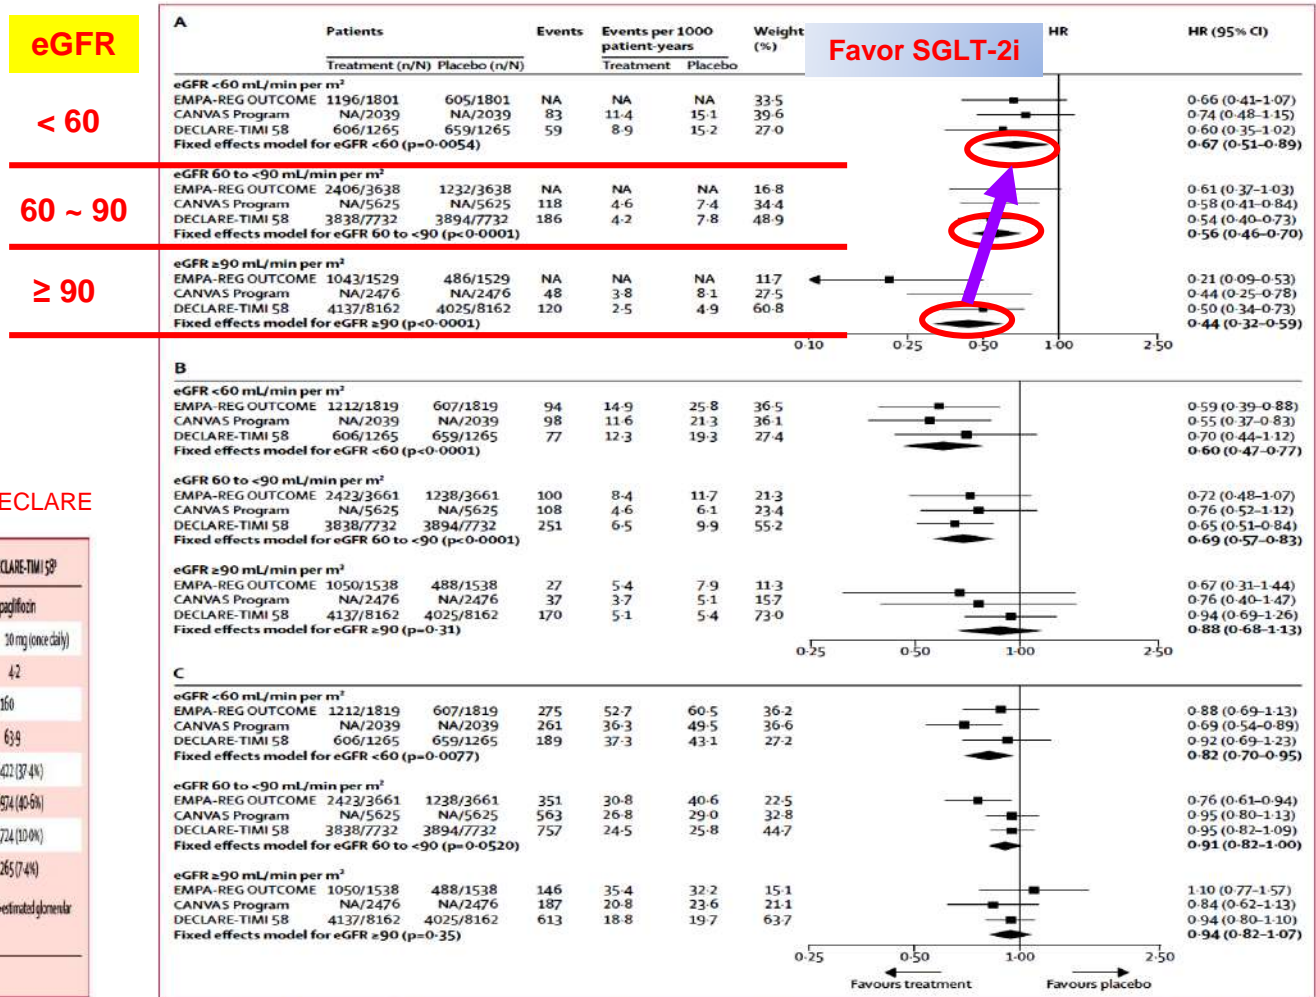 eGFR
< 60
60 ~ 90
≥ 90
ECLARE
CLARE-TIMI 58⁹
pagliflozin
10 mg (once daily)
4·2
160
63·9
422 (37·4%)
974 (40·6%)
724 (10·0%)
265 (7·4%)
=estimated glomerular
Favor SGLT-2i
A
Patients Events Events per 1000 patient-years Weight (%) HR HR (95% CI)
Treatment (n/N) Placebo (n/N) Treatment Placebo
eGFR <60 mL/min per m²
EMPA-REG OUTCOME 1196/1801 605/1801 NA NA NA 33·5 0·66 (0·41–1·07)
CANVAS Program NA/2039 NA/2039 83 11·4 15·1 39·6 0·74 (0·48–1·15)
DECLARE-TIMI 58 606/1265 659/1265 59 8·9 15·2 27·0 0·60 (0·35–1·02)
Fixed effects model for eGFR <60 (p=0·0054) 0·67 (0·51–0·89)
eGFR 60 to <90 mL/min per m²
EMPA-REG OUTCOME 2406/3638 1232/3638 NA NA NA 16·8 0·61 (0·37–1·03)
CANVAS Program NA/5625 NA/5625 118 4·6 7·4 34·4 0·58 (0·41–0·84)
DECLARE-TIMI 58 3838/7732 3894/7732 186 4·2 7·8 48·9 0·54 (0·40–0·73)
Fixed effects model for eGFR 60 to <90 (p<0·0001) 0·56 (0·46–0·70)
eGFR ≥90 mL/min per m²
EMPA-REG OUTCOME 1043/1529 486/1529 NA NA NA 11·7 0·21 (0·09–0·53)
CANVAS Program NA/2476 NA/2476 48 3·8 8·1 27·5 0·44 (0·25–0·78)
DECLARE-TIMI 58 4137/8162 4025/8162 120 2·5 4·9 60·8 0·50 (0·34–0·73)
Fixed effects model for eGFR ≥90 (p<0·0001) 0·44 (0·32–0·59)
0·10 0·25 0·50 1·00 2·50
B
eGFR <60 mL/min per m²
EMPA-REG OUTCOME 1212/1819 607/1819 94 14·9 25·8 36·5 0·59 (0·39–0·88)
CANVAS Program NA/2039 NA/2039 98 11·6 21·3 36·1 0·55 (0·37–0·83)
DECLARE-TIMI 58 606/1265 659/1265 77 12·3 19·3 27·4 0·70 (0·44–1·12)
Fixed effects model for eGFR <60 (p<0·0001) 0·60 (0·47–0·77)
eGFR 60 to <90 mL/min per m²
EMPA-REG OUTCOME 2423/3661 1238/3661 100 8·4 11·7 21·3 0·72 (0·48–1·07)
CANVAS Program NA/5625 NA/5625 108 4·6 6·1 23·4 0·76 (0·52–1·12)
DECLARE-TIMI 58 3838/7732 3894/7732 251 6·5 9·9 55·2 0·65 (0·51–0·84)
Fixed effects model for eGFR 60 to <90 (p<0·0001) 0·69 (0·57–0·83)
eGFR ≥90 mL/min per m²
EMPA-REG OUTCOME 1050/1538 488/1538 27 5·4 7·9 11·3 0·67 (0·31–1·44)
CANVAS Program NA/2476 NA/2476 37 3·7 5·1 15·7 0·76 (0·40–1·47)
DECLARE-TIMI 58 4137/8162 4025/8162 170 5·1 5·4 73·0 0·94 (0·69–1·26)
Fixed effects model for eGFR ≥90 (p=0·31) 0·88 (0·68–1·13)
0·25 0·50 1·00 2·50
C
eGFR <60 mL/min per m²
EMPA-REG OUTCOME 1212/1819 607/1819 275 52·7 60·5 36·2 0·88 (0·69–1·13)
CANVAS Program NA/2039 NA/2039 261 36·3 49·5 36·6 0·69 (0·54–0·89)
DECLARE-TIMI 58 606/1265 659/1265 189 37·3 43·1 27·2 0·92 (0·69–1·23)
Fixed effects model for eGFR <60 (p=0·0077) 0·82 (0·70–0·95)
eGFR 60 to <90 mL/min per m²
EMPA-REG OUTCOME 2423/3661 1238/3661 351 30·8 40·6 22·5 0·76 (0·61–0·94)
CANVAS Program NA/5625 NA/5625 563 26·8 29·0 32·8 0·95 (0·80–1·13)
DECLARE-TIMI 58 3838/7732 3894/7732 757 24·5 25·8 44·7 0·95 (0·82–1·09)
Fixed effects model for eGFR 60 to <90 (p=0·0520) 0·91 (0·82–1·00)
eGFR ≥90 mL/min per m²
EMPA-REG OUTCOME 1050/1538 488/1538 146 35·4 32·2 15·1 1·10 (0·77–1·57)
CANVAS Program NA/2476 NA/2476 187 20·8 23·6 21·1 0·84 (0·62–1·13)
DECLARE-TIMI 58 4137/8162 4025/8162 613 18·8 19·7 63·7 0·94 (0·80–1·10)
Fixed effects model for eGFR ≥90 (p=0·35) 0·94 (0·82–1·07)
0·25 0·50 1·00 2·50
Favours treatment Favours placebo